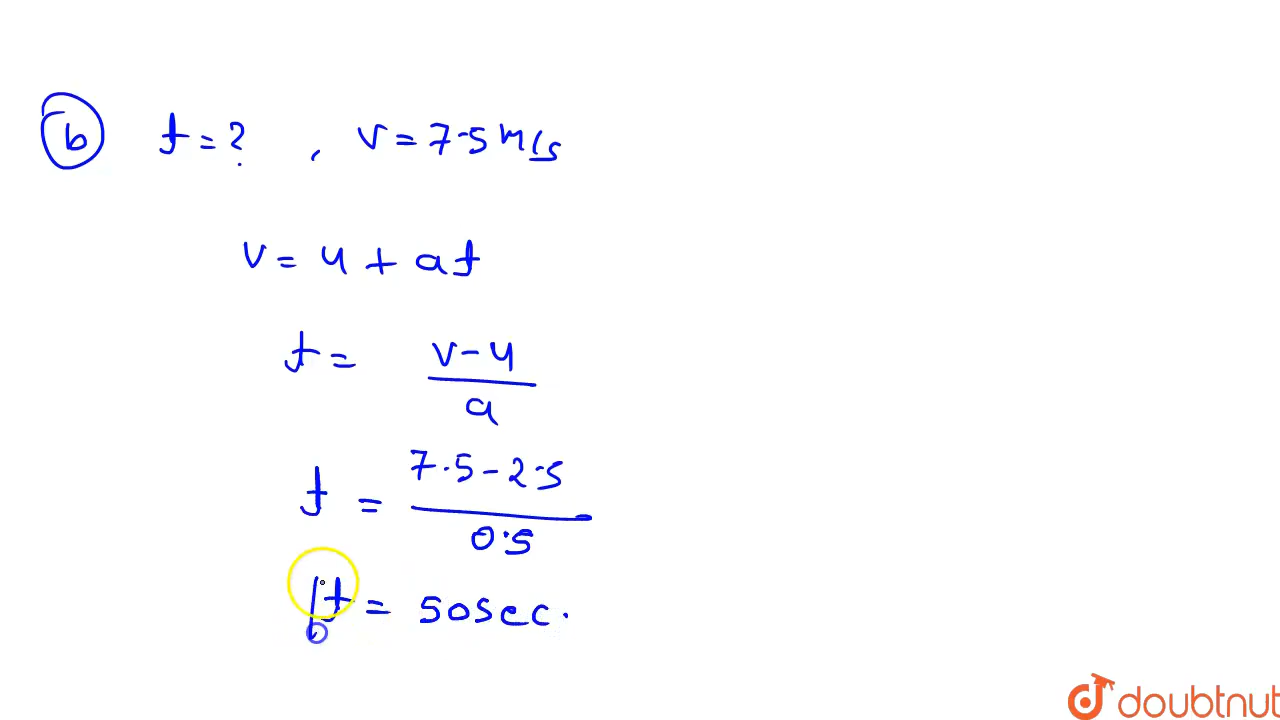 b t = ? , v = 7.5 m/s
v = u + at
t = v - u / a
t = 7.5 - 2.5 / 0.5
t = 50 sec.
doubtnut